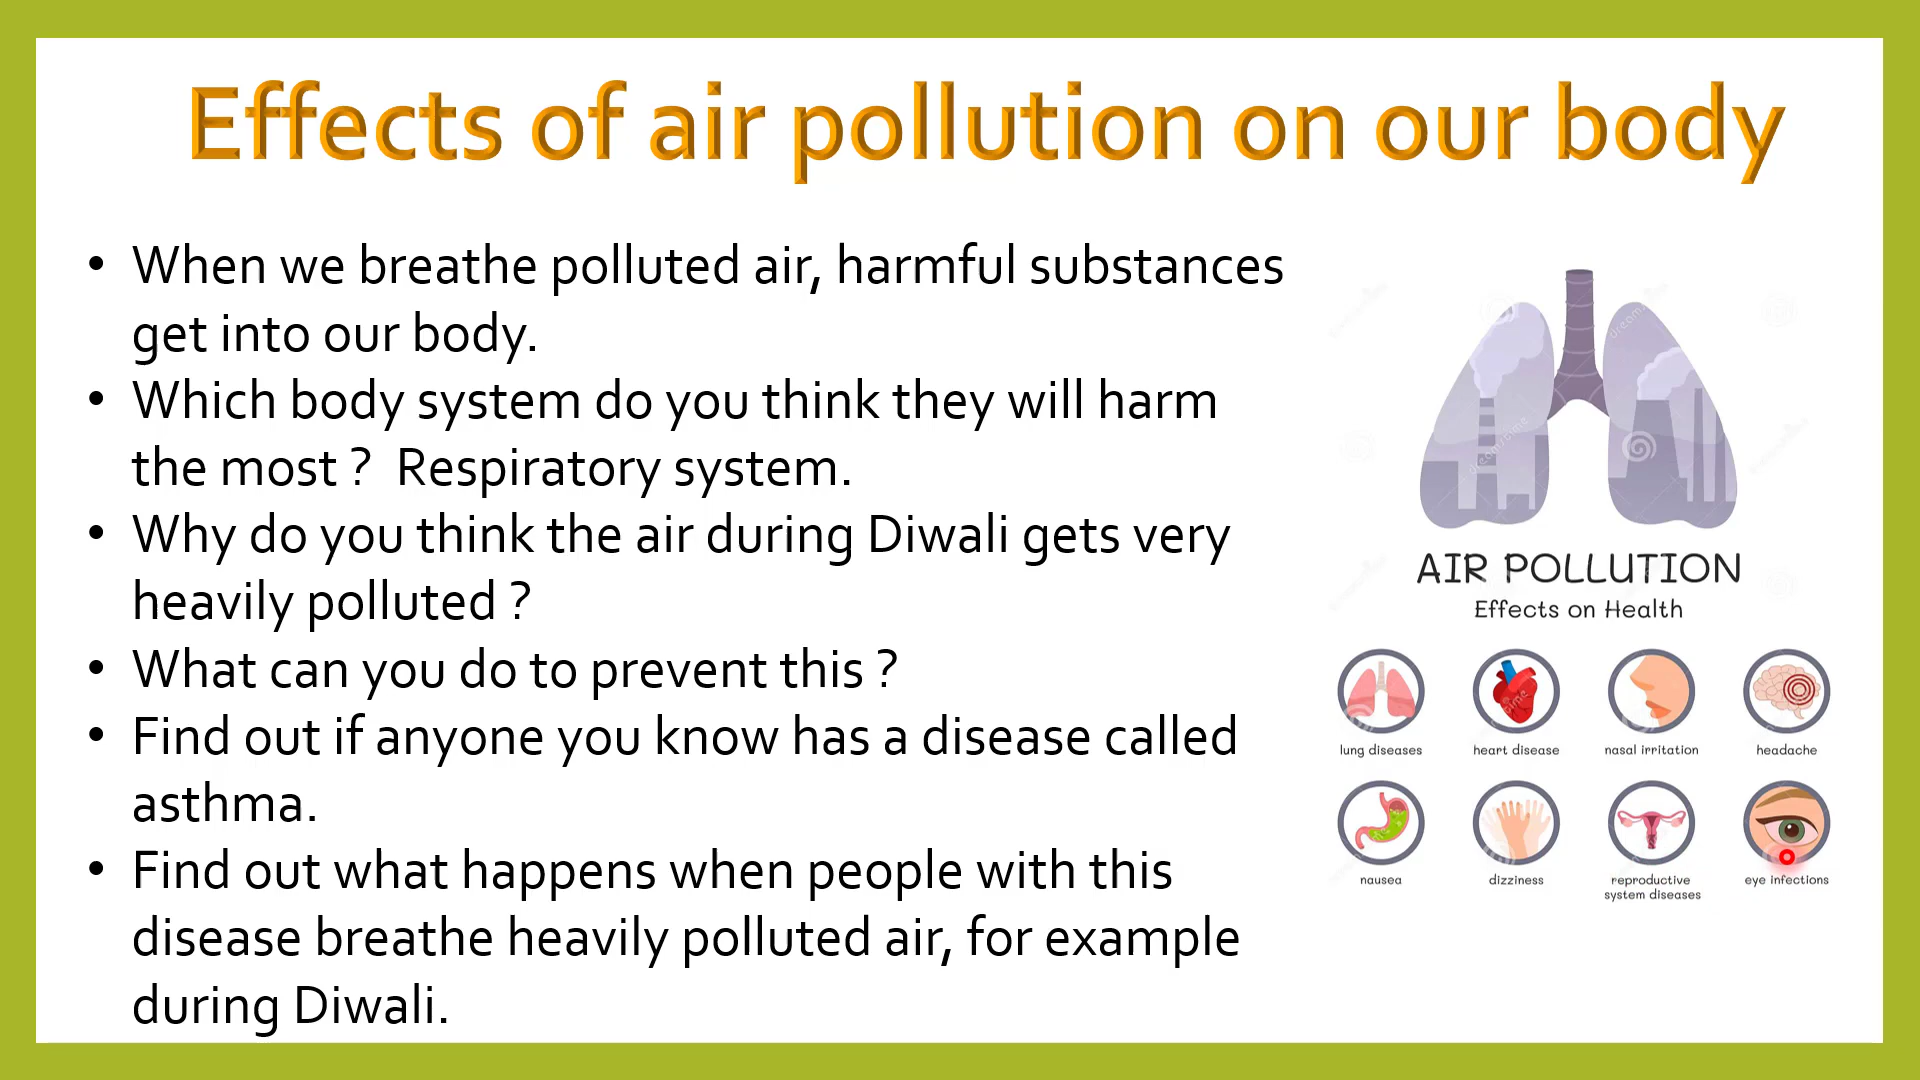 Effects of air pollution on our body
• When we breathe polluted air, harmful substances
get into our body.
• Which body system do you think they will harm
the most ? Respiratory system.
• Why do you think the air during Diwali gets very
heavily polluted ?
• What can you do to prevent this ?
• Find out if anyone you know has a disease called
asthma.
• Find out what happens when people with this
disease breathe heavily polluted air, for example
during Diwali.
AIR POLLUTION
Effects on Health
lung diseases
heart disease
nasal irritation
headache
nausea
dizziness
reproductive
system diseases
eye infections